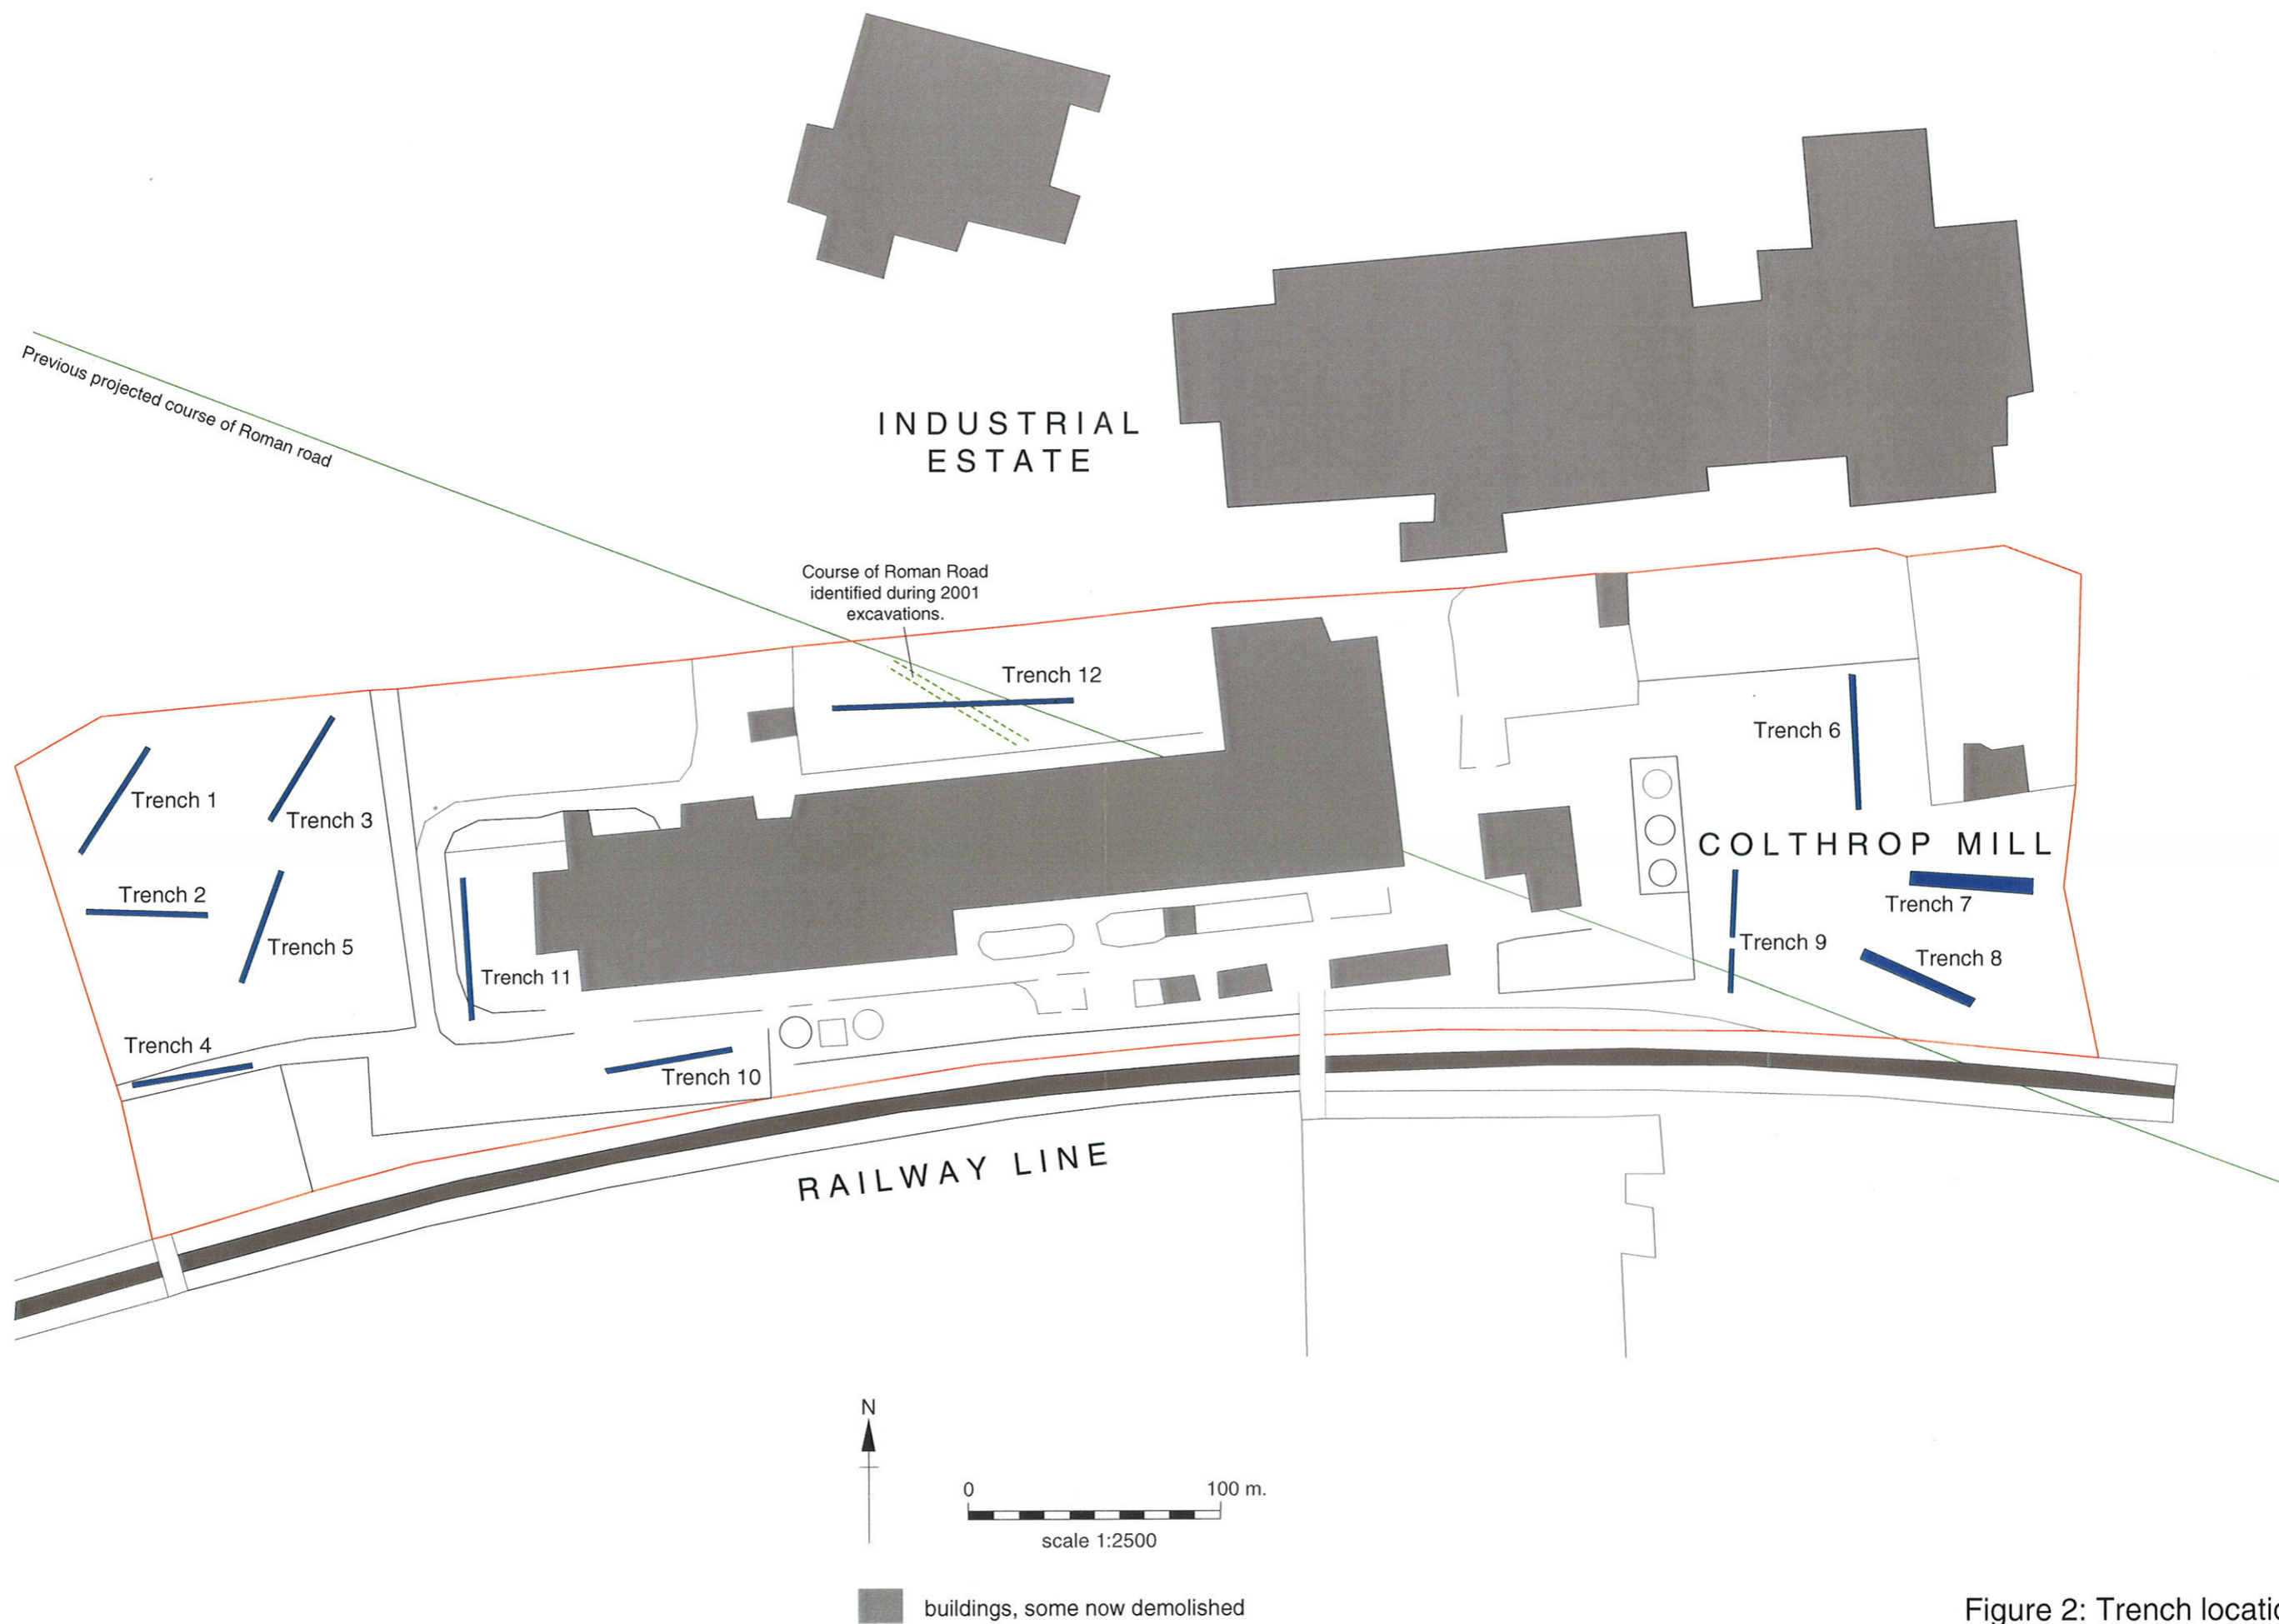 Previous projected course of Roman road
INDUSTRIAL
ESTATE
Course of Roman Road
identified during 2001
excavations.
Trench 12
Trench 1
Trench 3
Trench 2
Trench 5
Trench 4
Trench 11
Trench 10
Trench 6
COLTHROP MILL
Trench 7
Trench 9
Trench 8
RAILWAY LINE
N
0 100 m.
scale 1:2500
buildings, some now demolished
Figure 2: Trench locatio